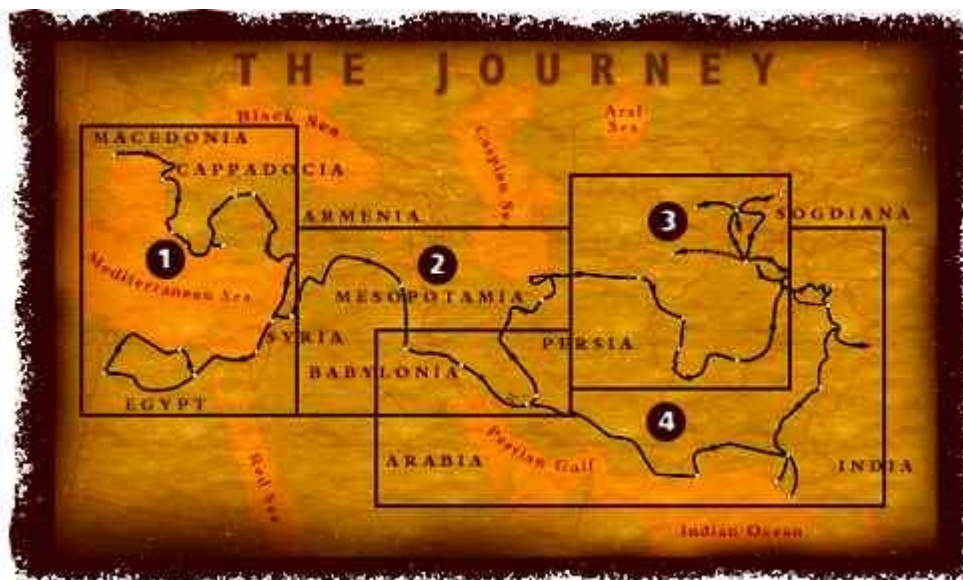 THE JOURNEY
Black Sea
Aral
Sea
MACEDONIA
Caspian Sea
CAPPADOCIA
ARMENIA
3
SOGDIANA
1
2
Mediterranean Sea
MESOPOTAMIA
SYRIA
PERSIA
BABYLONIA
EGYPT
4
Red Sea
ARABIA
Persian Gulf
INDIA
Indian Ocean